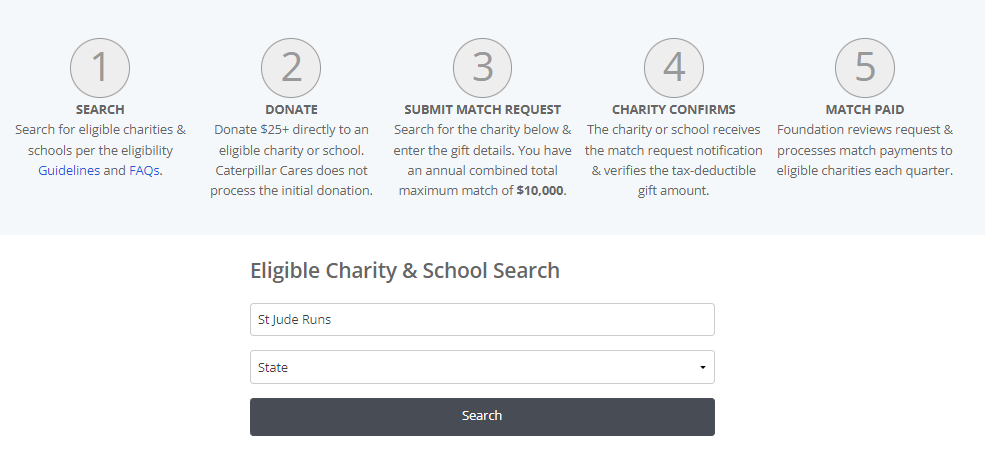 1
SEARCH
Search for eligible charities &
schools per the eligibility
Guidelines and FAQs.
2
DONATE
Donate $25+ directly to an
eligible charity or school.
Caterpillar Cares does not
process the initial donation.
3
SUBMIT MATCH REQUEST
Search for the charity below &
enter the gift details. You have
an annual combined total
maximum match of $10,000.
4
CHARITY CONFIRMS
The charity or school receives
the match request notification
& verifies the tax-deductible
gift amount.
5
MATCH PAID
Foundation reviews request &
processes match payments to
eligible charities each quarter.
Eligible Charity & School Search
St Jude Runs
State
Search